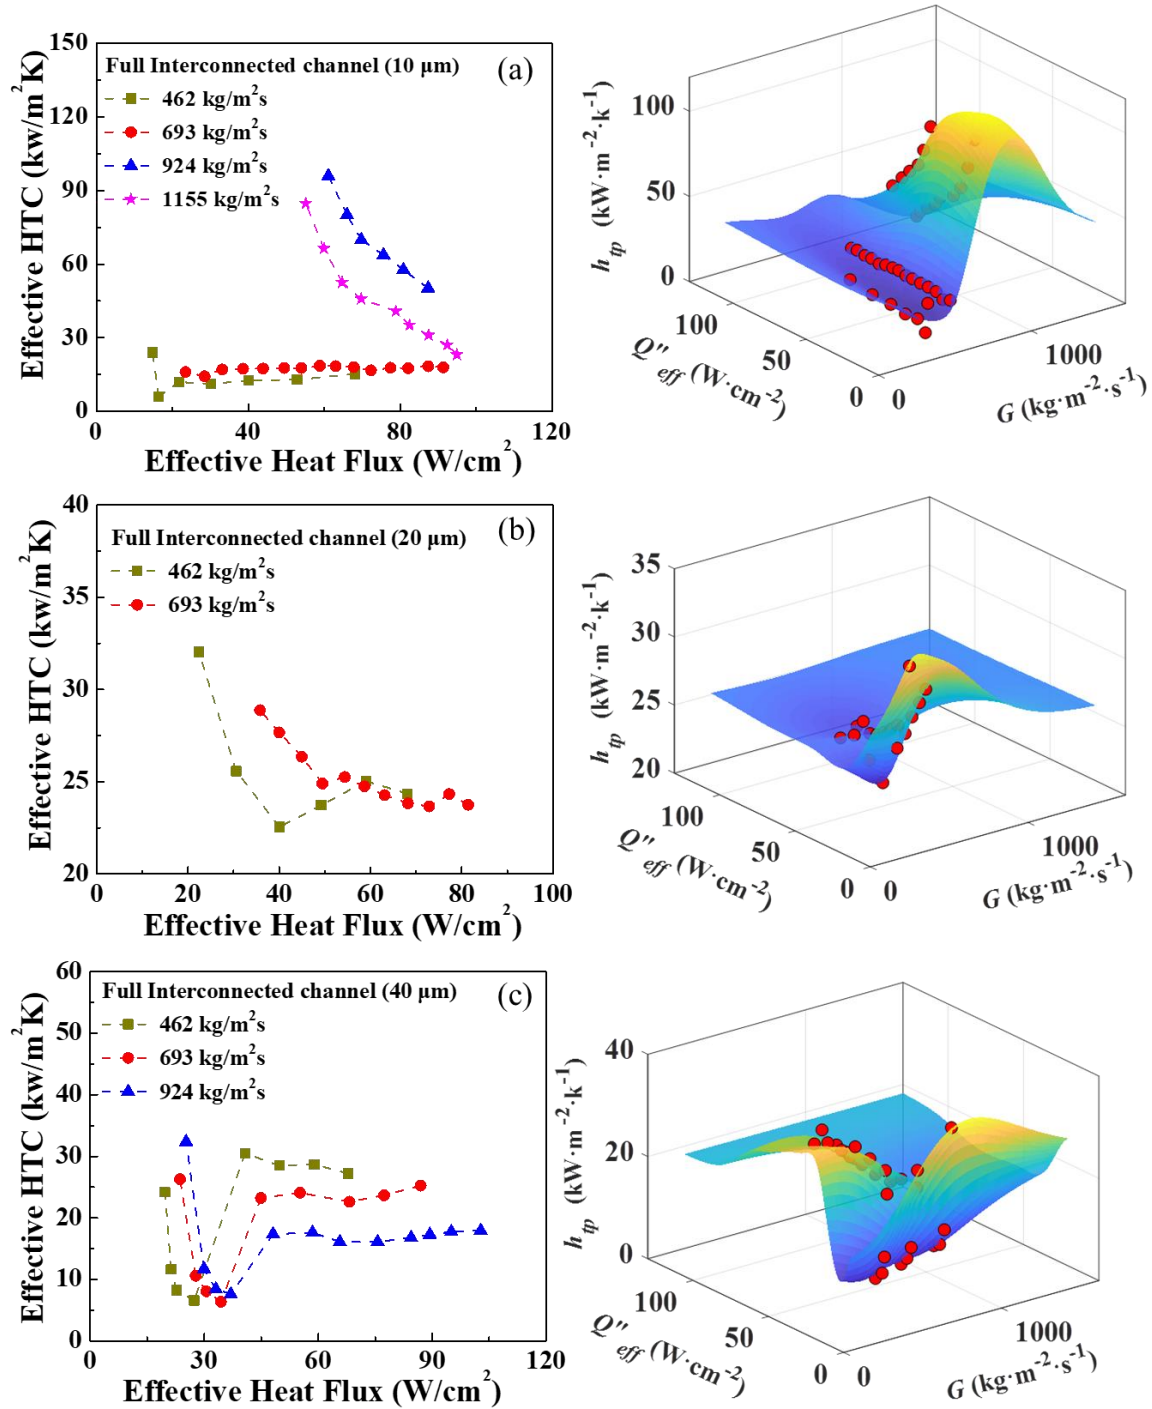 150
120
90
60
30
0
0
40
80
120
Effective HTC (kw/m²K)
Effective Heat Flux (W/cm²)
Full Interconnected channel (10 μm)
(a)
462 kg/m²s
693 kg/m²s
924 kg/m²s
1155 kg/m²s
100
50
0
h_tp (kW·m⁻²·k⁻¹)
100
50
0
Q″_eff (W·cm⁻²)
0
1000
G (kg·m⁻²·s⁻¹)
40
35
30
25
20
0
20
40
60
80
100
Effective HTC (kw/m²K)
Effective Heat Flux (W/cm²)
Full Interconnected channel (20 μm)
(b)
462 kg/m²s
693 kg/m²s
35
30
25
20
h_tp (kW·m⁻²·k⁻¹)
100
50
0
Q″_eff (W·cm⁻²)
0
1000
G (kg·m⁻²·s⁻¹)
60
50
40
30
20
10
0
0
30
60
90
120
Effective HTC (kw/m²K)
Effective Heat Flux (W/cm²)
Full Interconnected channel (40 μm)
(c)
462 kg/m²s
693 kg/m²s
924 kg/m²s
40
20
0
h_tp (kW·m⁻²·k⁻¹)
100
50
0
Q″_eff (W·cm⁻²)
0
1000
G (kg·m⁻²·s⁻¹)